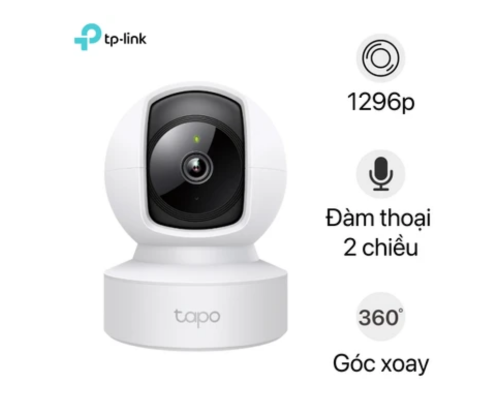 tp-link
1296p
Đàm thoại
2 chiều
tapo
360°
Góc xoay